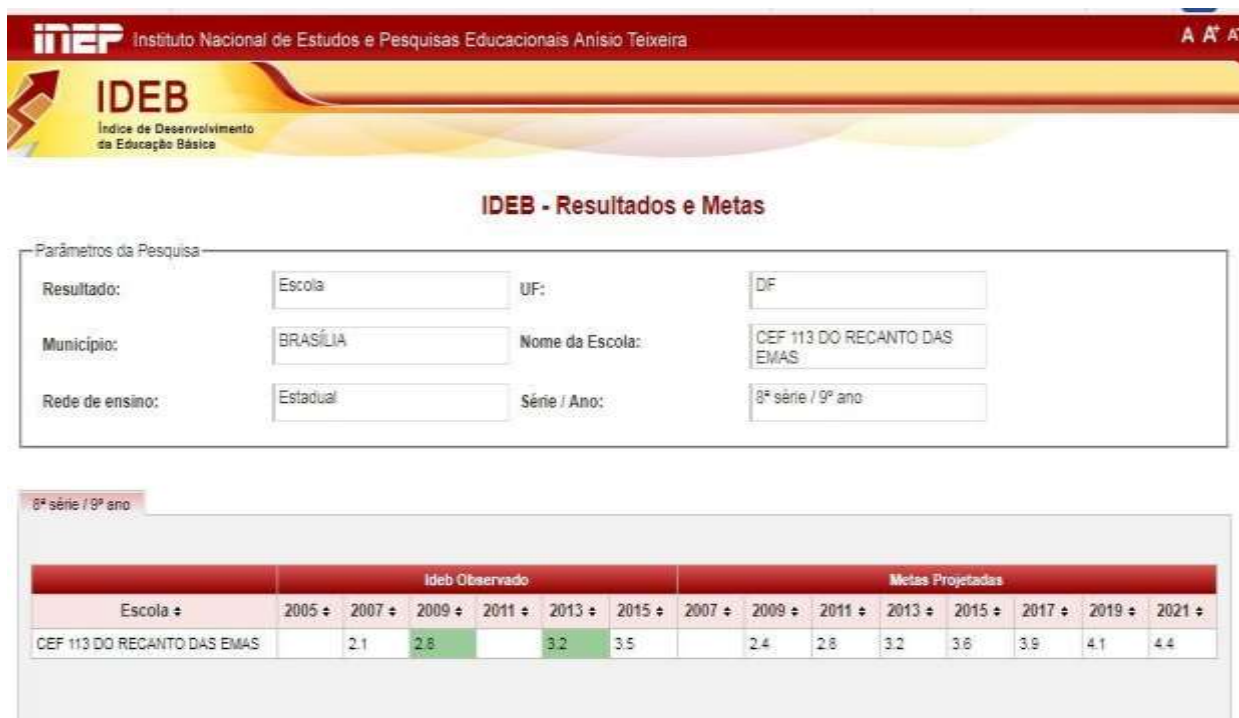 INEP Instituto Nacional de Estudos e Pesquisas Educacionais Anísio Teixeira A A+ A-
IDEB
Índice de Desenvolvimento
da Educação Básica
IDEB - Resultados e Metas
Parâmetros da Pesquisa
Resultado: Escola UF: DF
Município: BRASÍLIA Nome da Escola: CEF 113 DO RECANTO DAS
EMAS
Rede de ensino: Estadual Série / Ano: 8ª série / 9º ano
8ª série / 9º ano
Ideb Observado Metas Projetadas
Escola 2005 2007 2009 2011 2013 2015 2007 2009 2011 2013 2015 2017 2019 2021
CEF 113 DO RECANTO DAS EMAS 2.1 2.8 3.2 3.5 2.4 2.8 3.2 3.6 3.9 4.1 4.4